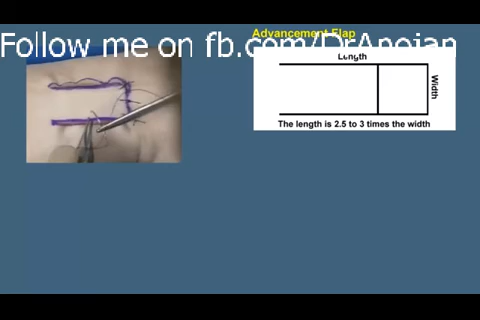 Advancement Flap
Follow me on fb.com/DrAnojan
Length
Width
The length is 2.5 to 3 times the width